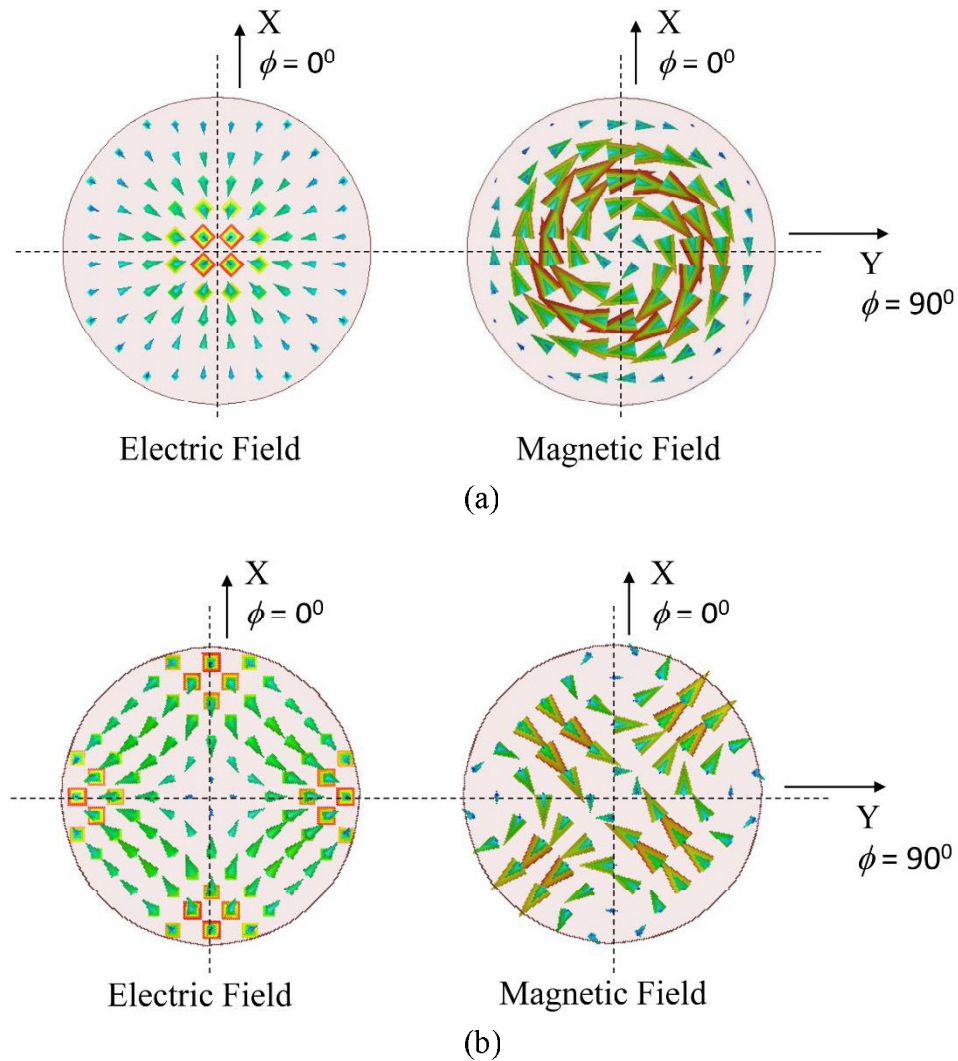 X
ϕ = 0⁰
X
ϕ = 0⁰
Y
ϕ = 90⁰
Electric Field
Magnetic Field
(a)
X
ϕ = 0⁰
X
ϕ = 0⁰
Y
ϕ = 90⁰
Electric Field
Magnetic Field
(b)